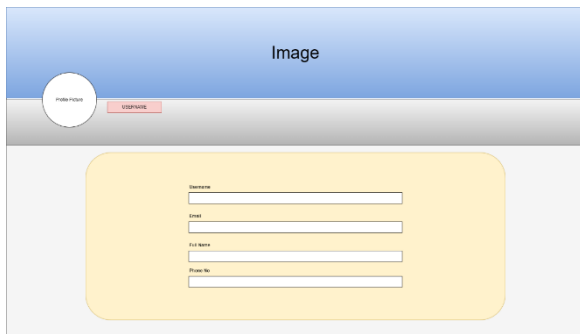 Image
Profile Picture
USERNAME
Username
Email
Full Name
Phone No